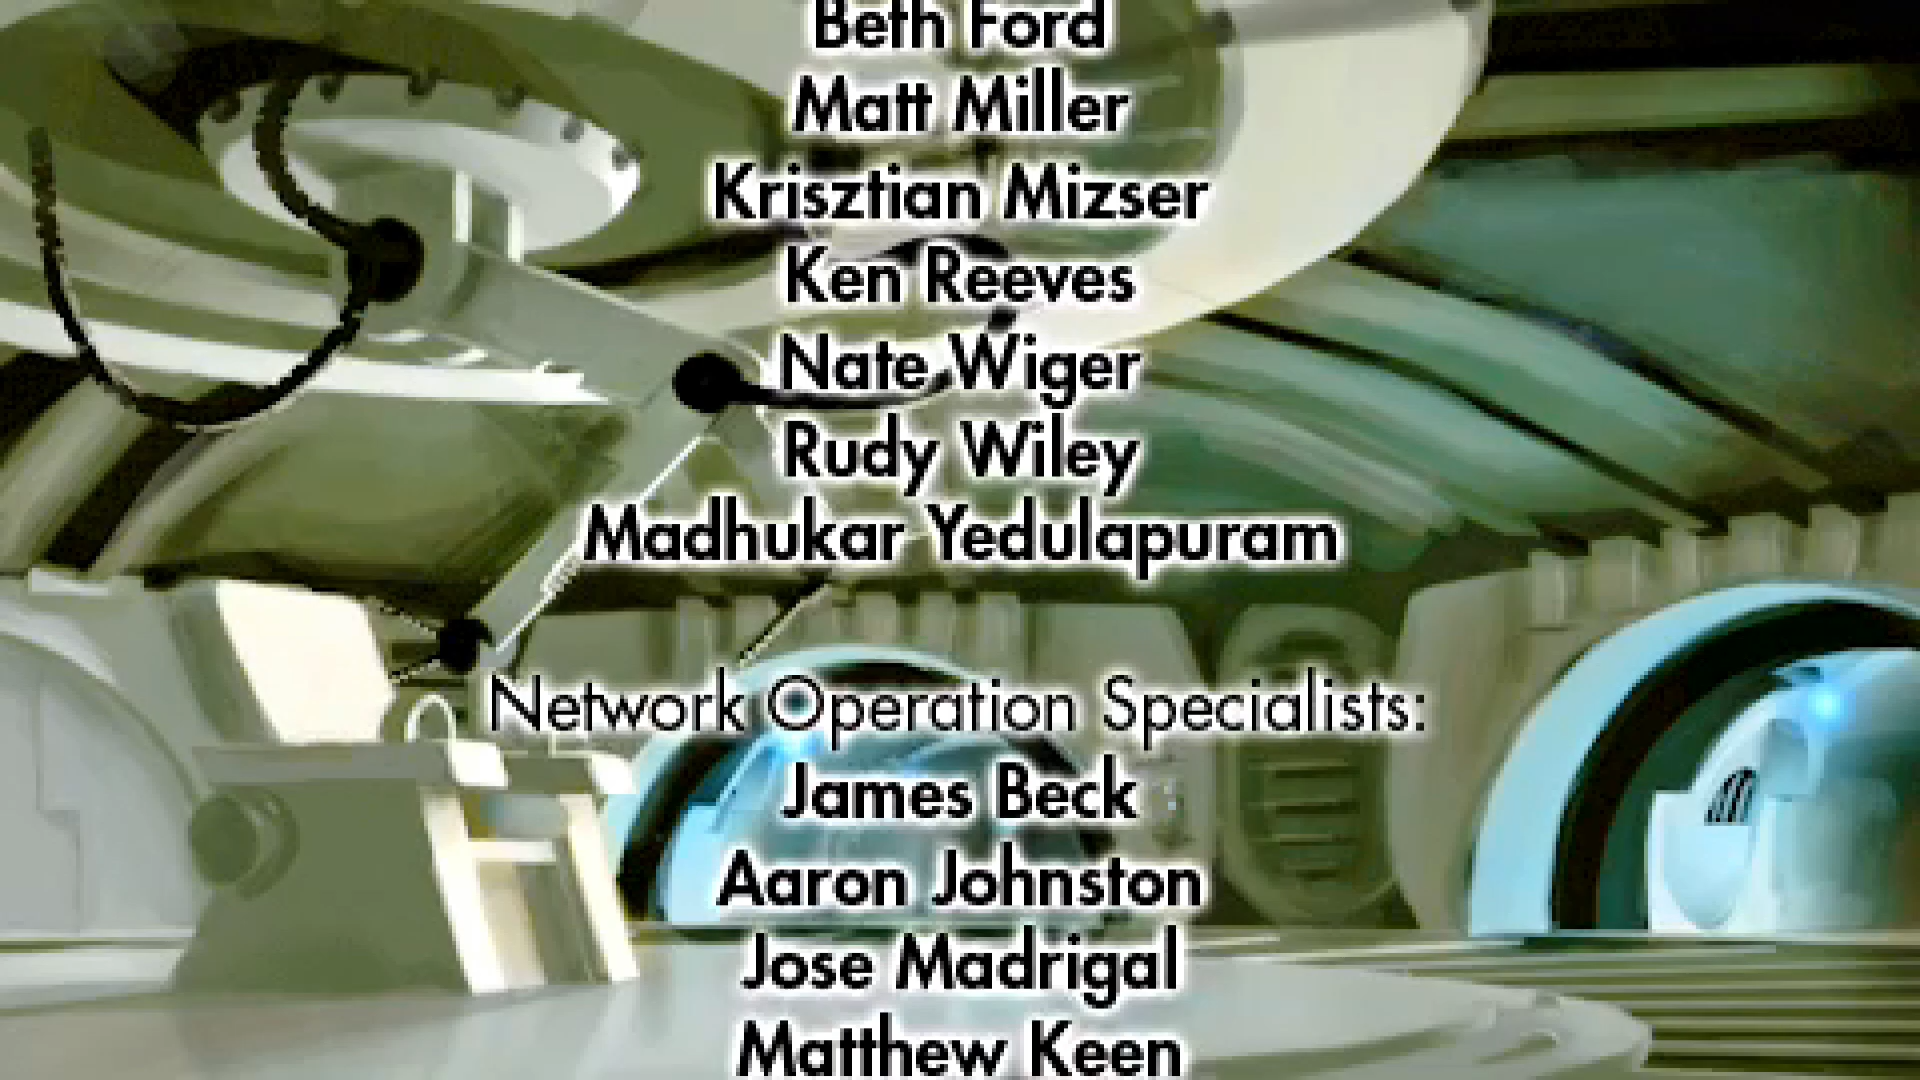 Beth Ford
Matt Miller
Krisztian Mizser
Ken Reeves
Nate Wiger
Rudy Wiley
Madhukar Yedulapuram
Network Operation Specialists:
James Beck
Aaron Johnston
Jose Madrigal
Matthew Keen